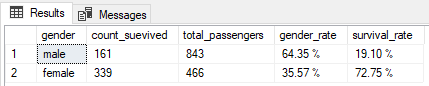 Results Messages
gender count_suevived total_passengers gender_rate survival_rate
1 male 161 843 64.35 % 19.10 %
2 female 339 466 35.57 % 72.75 %